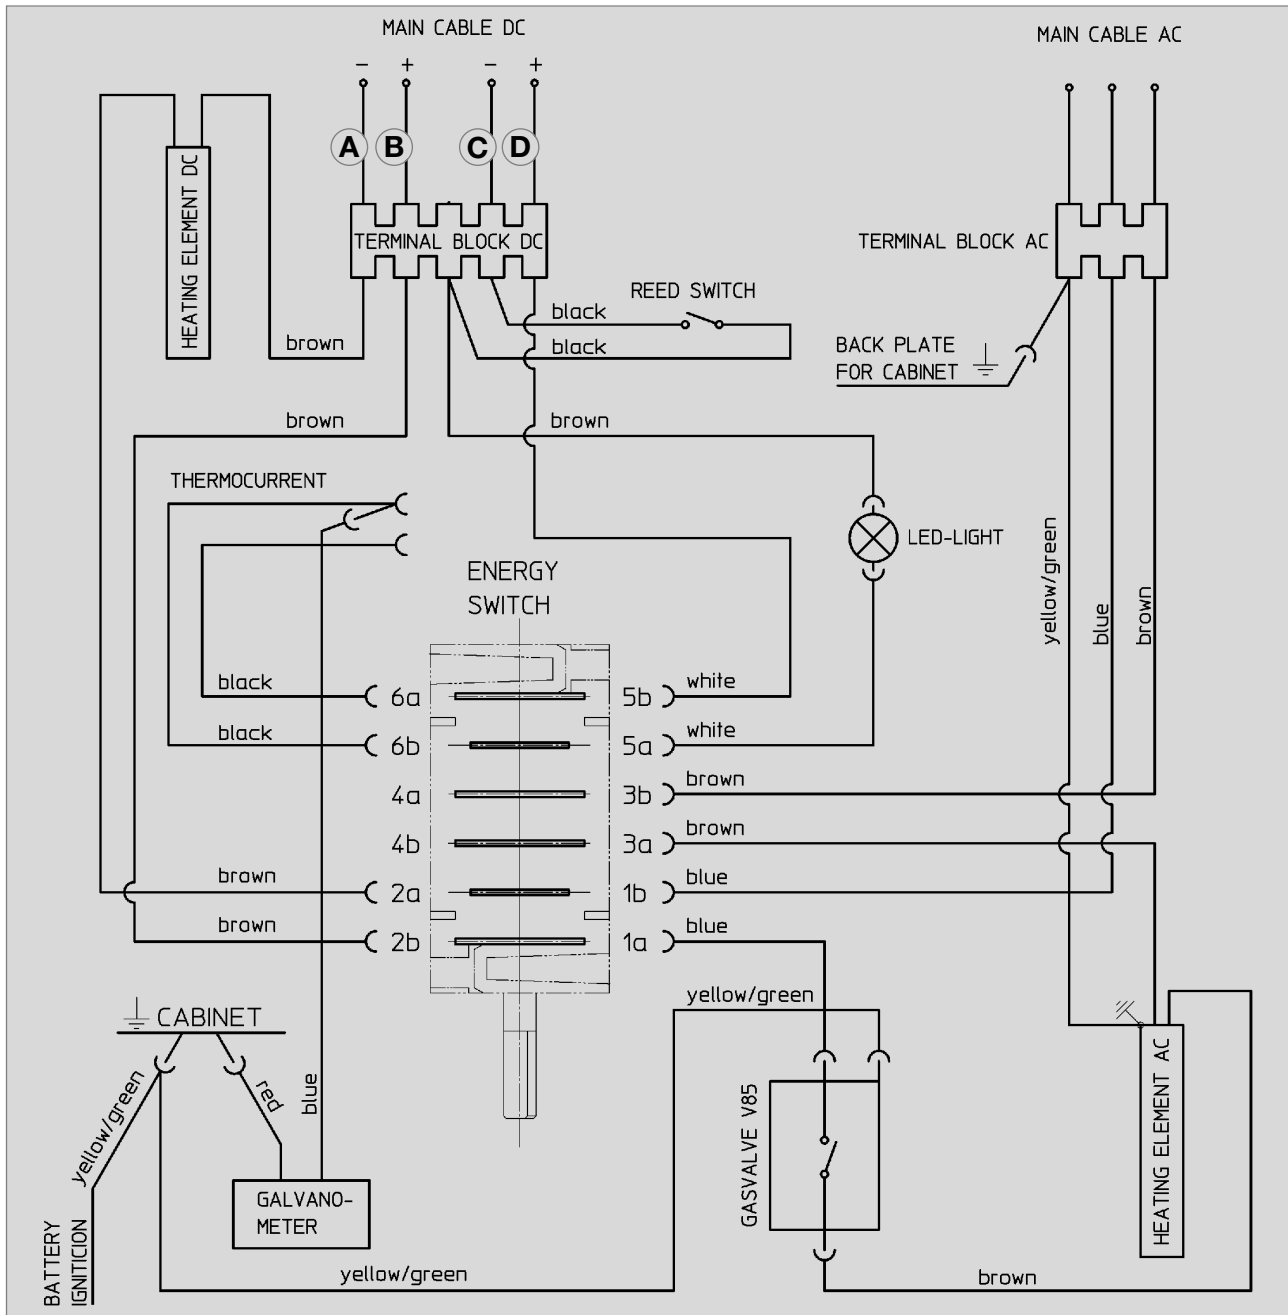 MAIN CABLE DC
MAIN CABLE AC
- + - +
A B C D
HEATING ELEMENT DC
TERMINAL BLOCK DC
TERMINAL BLOCK AC
REED SWITCH
black
brown
black
BACK PLATE
FOR CABINET
brown
brown
THERMOCURRENT
LED-LIGHT
ENERGY
SWITCH
yellow/green
blue
brown
black
6a
5b
white
black
6b
5a
white
4a
3b
brown
4b
3a
brown
brown
2a
1b
blue
brown
2b
1a
blue
yellow/green
CABINET
yellow/green
red
blue
GASVALVE V85
HEATING ELEMENT AC
GALVANO-
METER
BATTERY
IGNITICION
yellow/green
brown